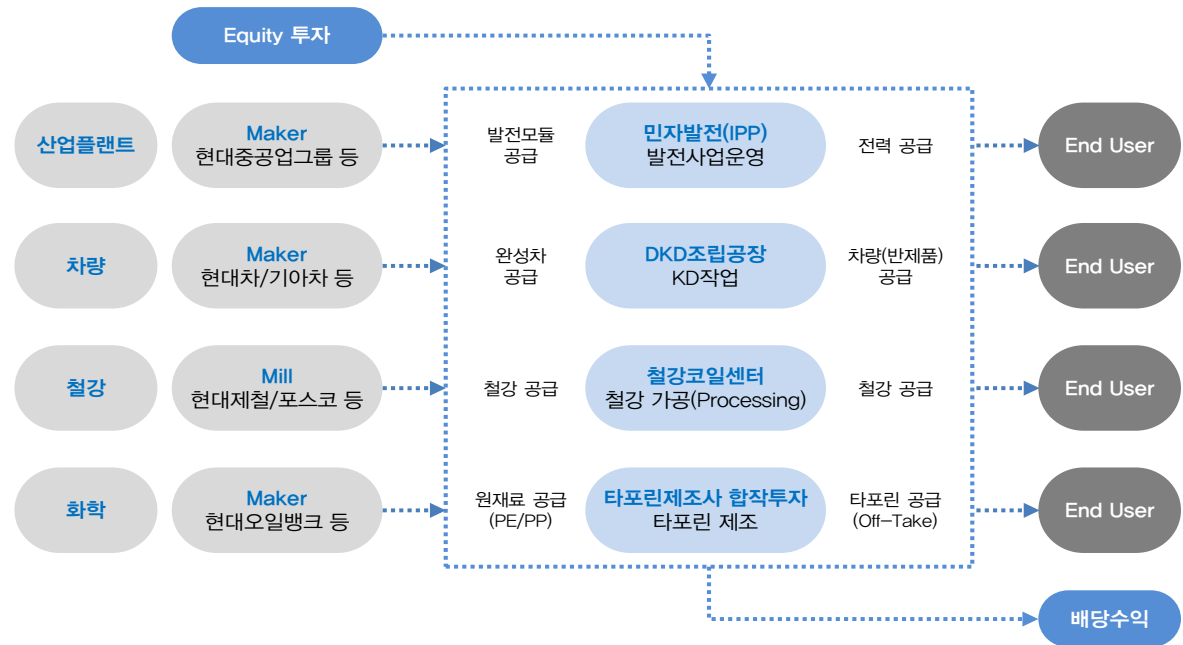 Equity 투자
산업플랜트
Maker
현대중공업그룹 등
발전모듈
공급
민자발전(IPP)
발전사업운영
전력 공급
End User
차량
Maker
현대차/기아차 등
완성차
공급
DKD조립공장
KD작업
차량(반제품)
공급
End User
철강
Mill
현대제철/포스코 등
철강 공급
철강코일센터
철강 가공(Processing)
철강 공급
End User
화학
Maker
현대오일뱅크 등
원재료 공급
(PE/PP)
타포린제조사 합작투자
타포린 제조
타포린 공급
(Off-Take)
End User
배당수익